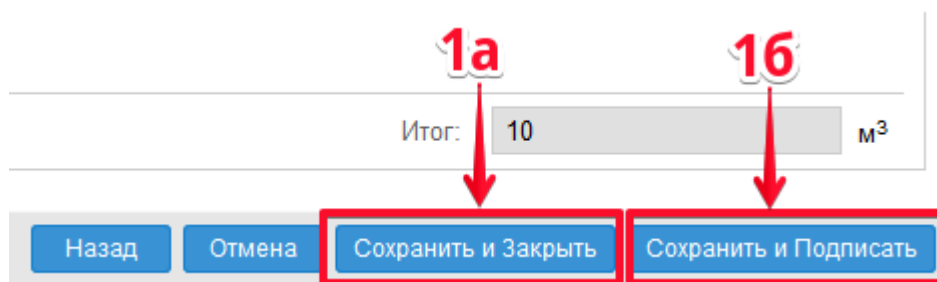 1а 1б
Итог: 10 м³
Назад Отмена Сохранить и Закрыть Сохранить и Подписать